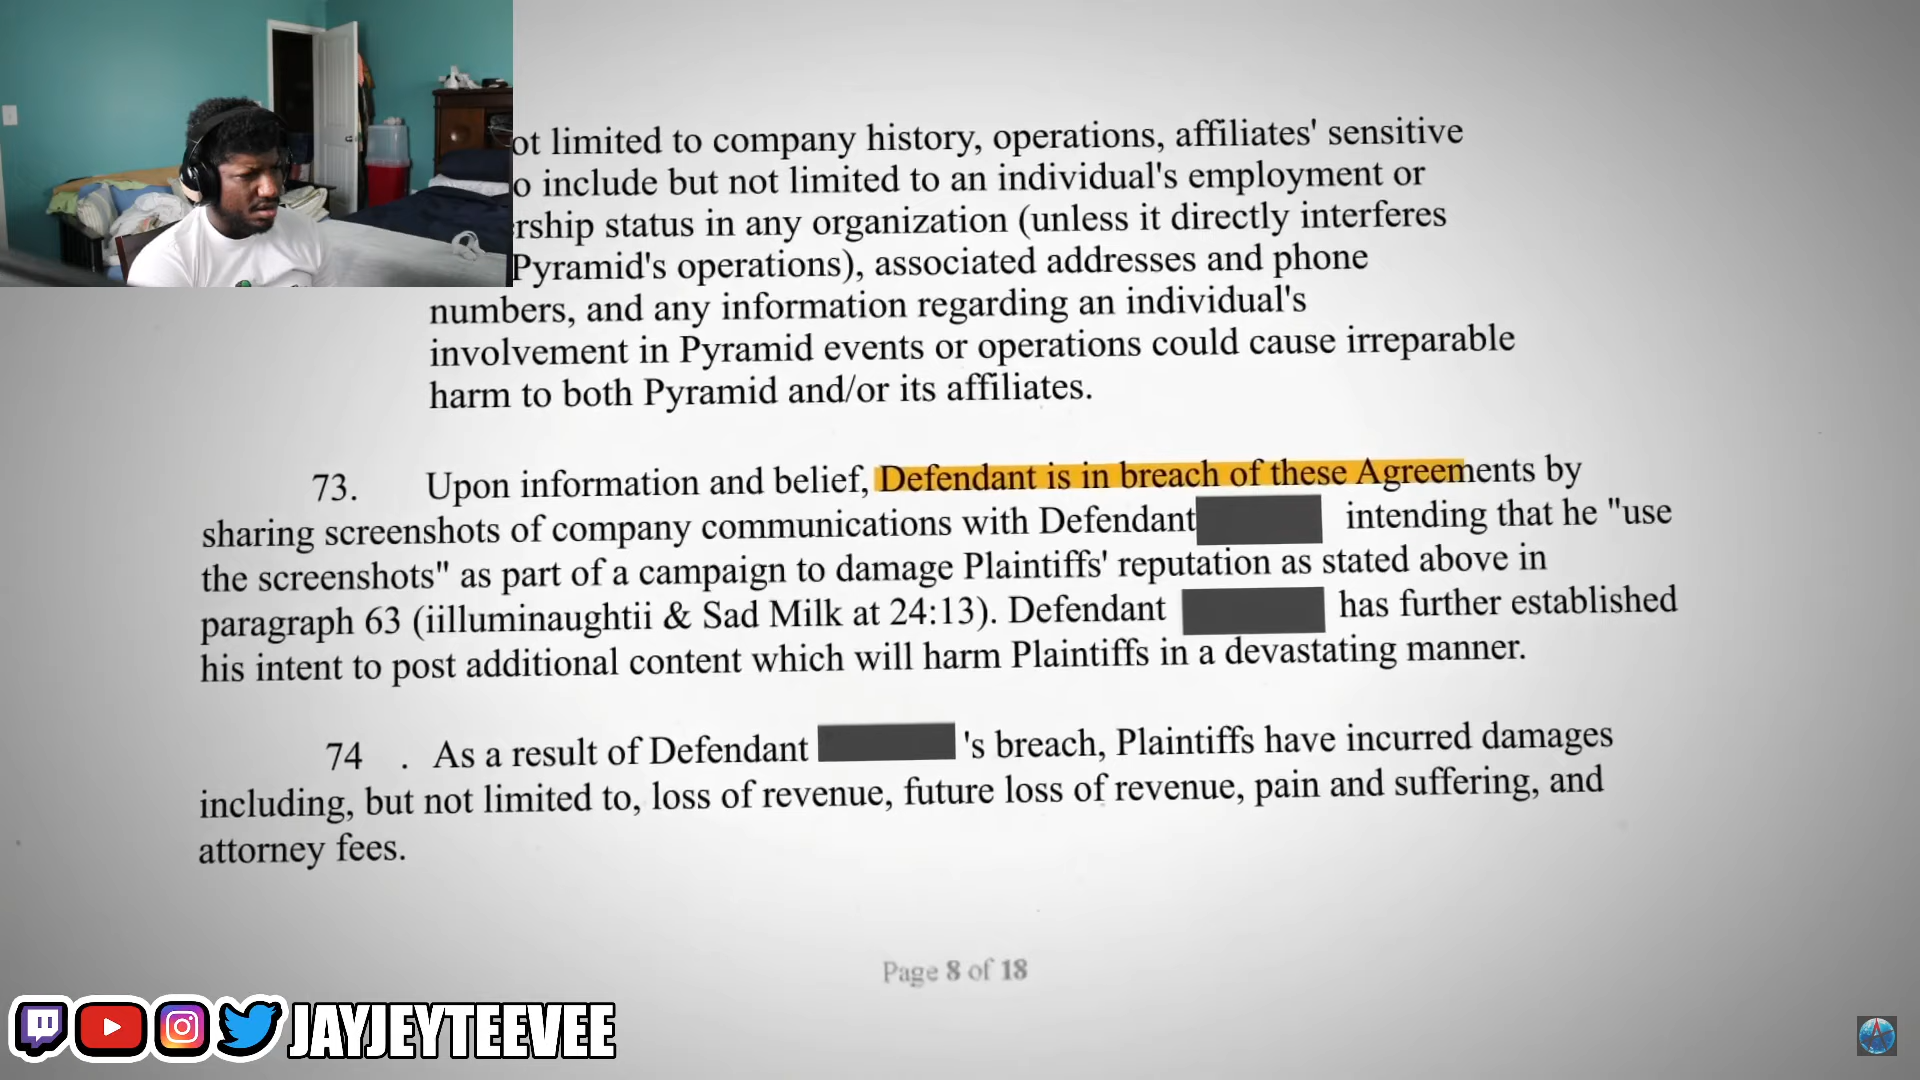 ot limited to company history, operations, affiliates' sensitive
o include but not limited to an individual's employment or
rship status in any organization (unless it directly interferes
Pyramid's operations), associated addresses and phone
numbers, and any information regarding an individual's
involvement in Pyramid events or operations could cause irreparable
harm to both Pyramid and/or its affiliates.
73. Upon information and belief, Defendant is in breach of these Agreements by
sharing screenshots of company communications with Defendant intending that he "use
the screenshots" as part of a campaign to damage Plaintiffs' reputation as stated above in
paragraph 63 (iilluminaughtii & Sad Milk at 24:13). Defendant has further established
his intent to post additional content which will harm Plaintiffs in a devastating manner.
74 . As a result of Defendant 's breach, Plaintiffs have incurred damages
including, but not limited to, loss of revenue, future loss of revenue, pain and suffering, and
attorney fees.
Page 8 of 18
JAYJEYTEEVEE